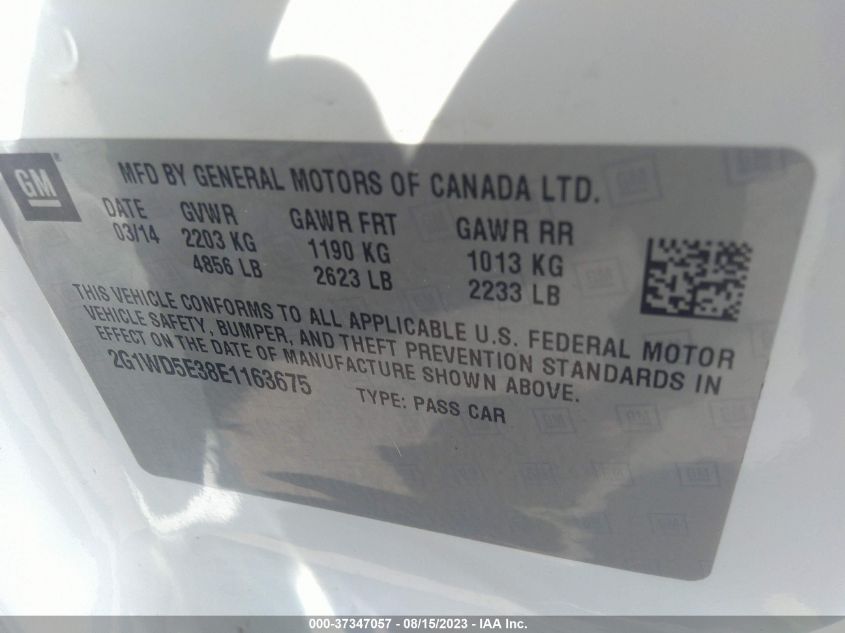 GM
MFD BY GENERAL MOTORS OF CANADA LTD.
DATE GVWR GAWR FRT GAWR RR
03/14 2203 KG 1190 KG 1013 KG
4856 LB 2623 LB 2233 LB
THIS VEHICLE CONFORMS TO ALL APPLICABLE U.S. FEDERAL MOTOR
VEHICLE SAFETY, BUMPER, AND THEFT PREVENTION STANDARDS IN
EFFECT ON THE DATE OF MANUFACTURE SHOWN ABOVE.
2G1WD5E38E1163675 TYPE: PASS CAR
000-37347057 - 08/15/2023 - IAA Inc.